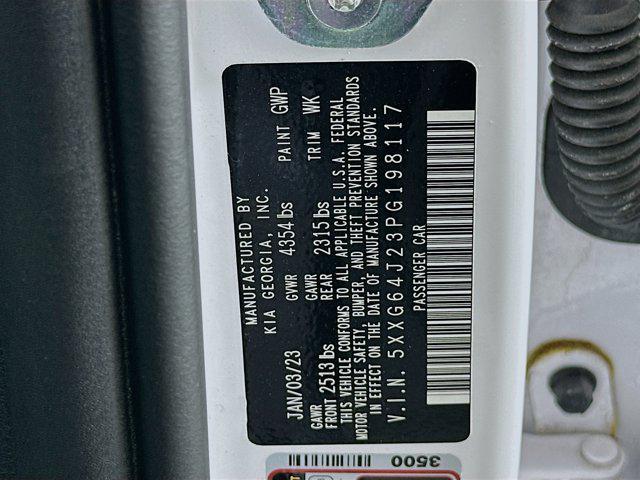 MANUFACTURED BY
KIA GEORGIA, INC.
JAN/03/23 GVWR 4354 lbs PAINT GWP
GAWR FRONT 2513 lbs GAWR REAR 2315 lbs TRIM WK
THIS VEHICLE CONFORMS TO ALL APPLICABLE U.S.A. FEDERAL
MOTOR VEHICLE SAFETY, BUMPER, AND THEFT PREVENTION STANDARDS
IN EFFECT ON THE DATE OF MANUFACTURE SHOWN ABOVE.
V.I.N. 5XXG64J23PG198117
PASSENGER CAR
3500